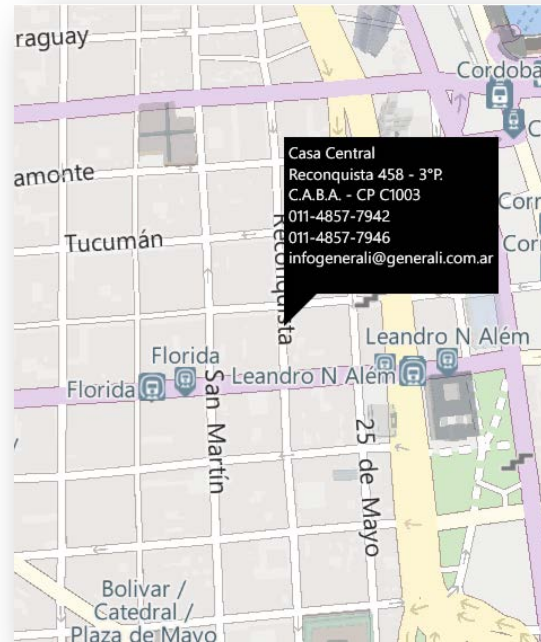 raguay
Cordoba
C
Casa Central
Reconquista 458 - 3°P.
C.A.B.A. - CP C1003
011-4857-7942
011-4857-7946
infogenerali@generali.com.ar
amonte
Corr
Tucumán
Corr
Reconquista
Leandro N Além
Florida
Florida
Leandro N Além
San Martín
25 de Mayo
Bolivar /
Catedral /
Plaza de Mayo